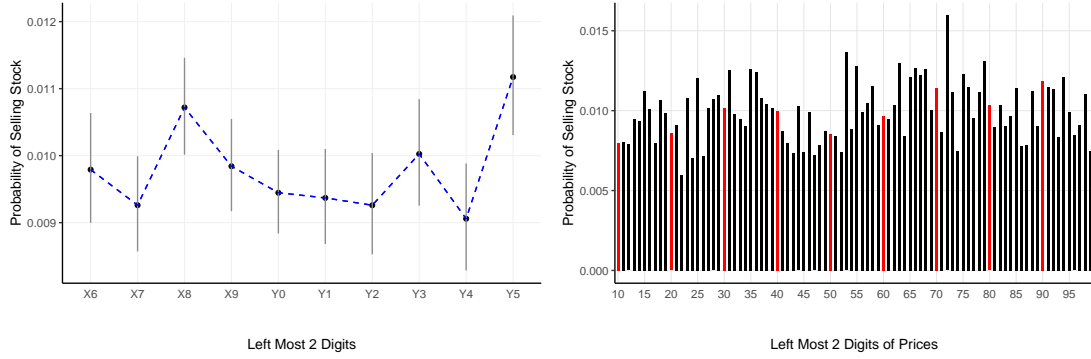 Probability of Selling Stock
0.012
0.011
0.010
0.009
X6 X7 X8 X9 Y0 Y1 Y2 Y3 Y4 Y5
Left Most 2 Digits
Probability of Selling Stock
0.015
0.010
0.005
0.000
10 15 20 25 30 35 40 45 50 55 60 65 70 75 80 85 90 95
Left Most 2 Digits of Prices